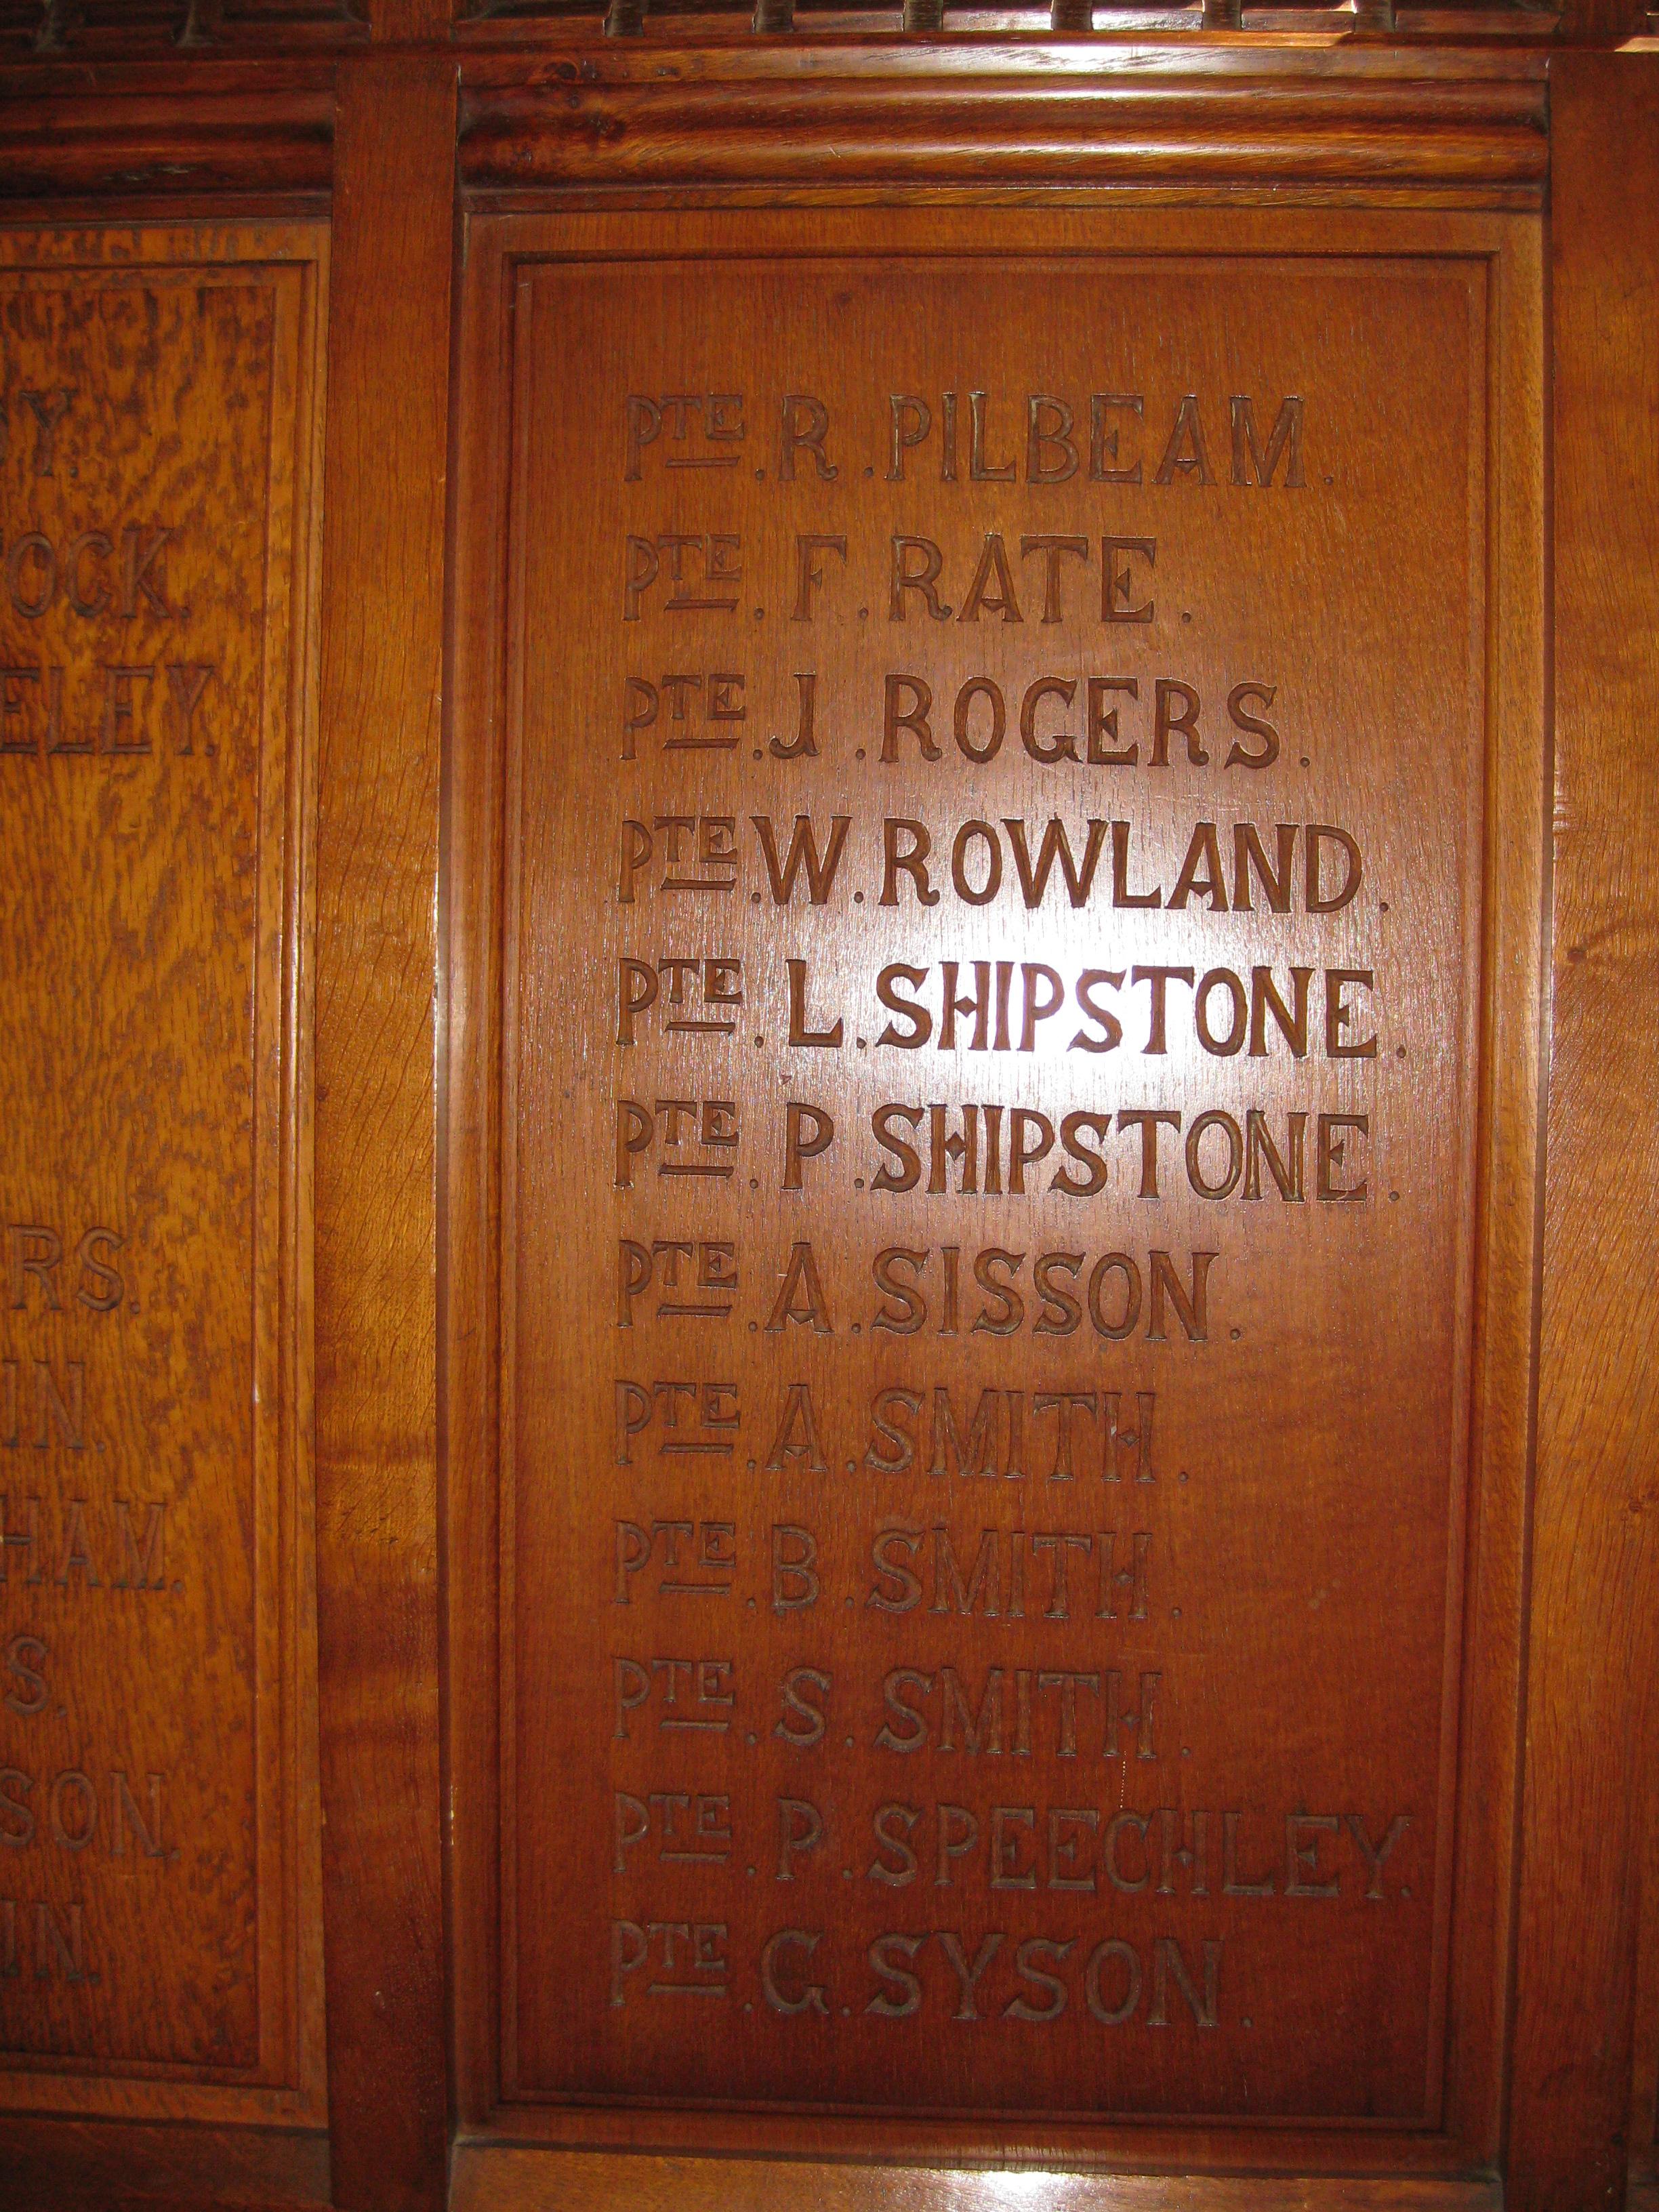 PTE. R. PILBEAM.
PTE. F. RATE.
PTE. J. ROGERS.
PTE. W. ROWLAND.
PTE. L. SHIPSTONE.
PTE. P. SHIPSTONE.
PTE. A. SISSON.
PTE. A. SMITH.
PTE. B. SMITH.
PTE. S. SMITH.
PTE. P. SPEECHLEY.
PTE. G. SYSON.